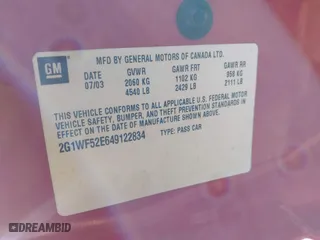 GM
MFD BY GENERAL MOTORS OF CANADA LTD.
DATE GVWR GAWR FRT GAWR RR
07/03 2060 KG 1102 KG 958 KG
4540 LB 2429 LB 2111 LB
THIS VEHICLE CONFORMS TO ALL APPLICABLE U.S. FEDERAL MOTOR
VEHICLE SAFETY, BUMPER, AND THEFT PREVENTION STANDARDS
IN EFFECT ON THE DATE OF MANUFACTURE SHOWN ABOVE.
2G1WF52E649122834 TYPE: PASS CAR
DREAMBID